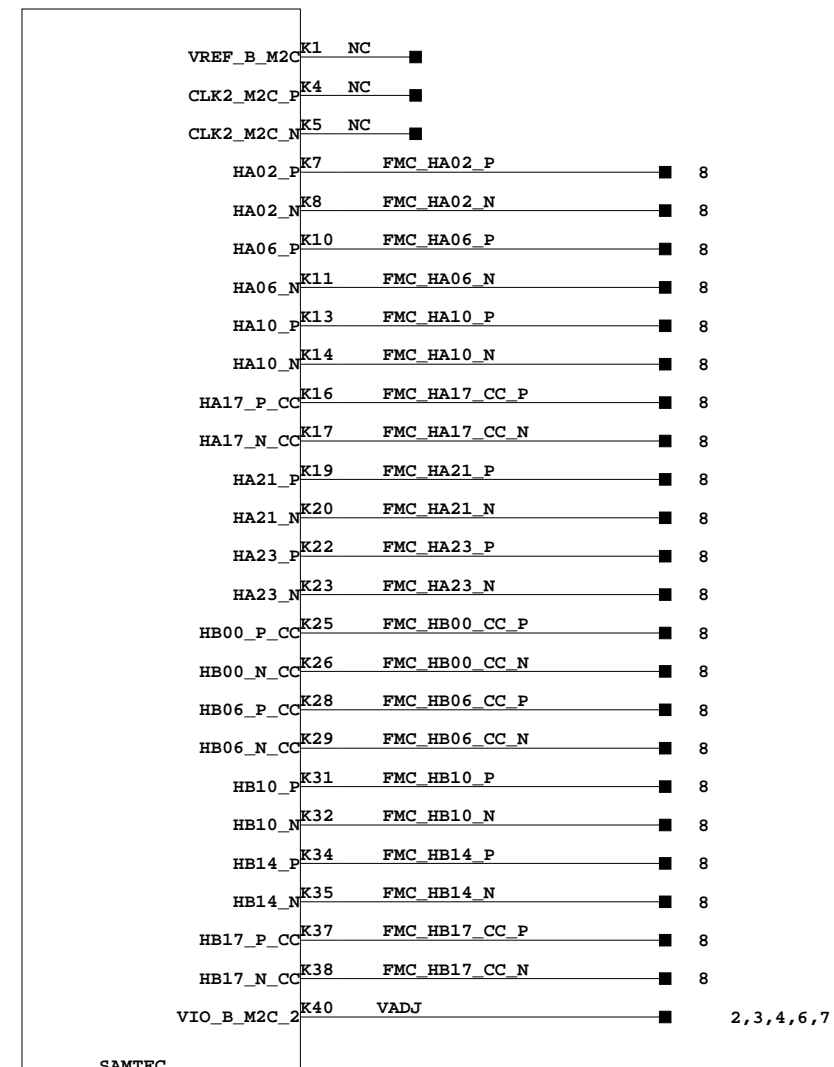 VREF_B_M2C K1 NC
CLK2_M2C_P K4 NC
CLK2_M2C_N K5 NC
HA02_P K7 FMC_HA02_P 8
HA02_N K8 FMC_HA02_N 8
HA06_P K10 FMC_HA06_P 8
HA06_N K11 FMC_HA06_N 8
HA10_P K13 FMC_HA10_P 8
HA10_N K14 FMC_HA10_N 8
HA17_P_CC K16 FMC_HA17_CC_P 8
HA17_N_CC K17 FMC_HA17_CC_N 8
HA21_P K19 FMC_HA21_P 8
HA21_N K20 FMC_HA21_N 8
HA23_P K22 FMC_HA23_P 8
HA23_N K23 FMC_HA23_N 8
HB00_P_CC K25 FMC_HB00_CC_P 8
HB00_N_CC K26 FMC_HB00_CC_N 8
HB06_P_CC K28 FMC_HB06_CC_P 8
HB06_N_CC K29 FMC_HB06_CC_N 8
HB10_P K31 FMC_HB10_P 8
HB10_N K32 FMC_HB10_N 8
HB14_P K34 FMC_HB14_P 8
HB14_N K35 FMC_HB14_N 8
HB17_P_CC K37 FMC_HB17_CC_P 8
HB17_N_CC K38 FMC_HB17_CC_N 8
VIO_B_M2C_2 K40 VADJ 2,3,4,6,7
SAMTEC